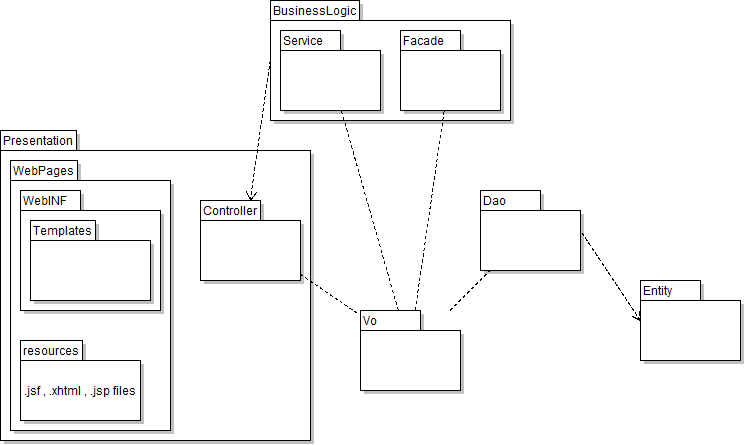 BusinessLogic
Service
Facade
Presentation
WebPages
WebINF
Templates
Controller
Dao
Entity
Vo
resources
.jsf , .xhtml , .jsp files